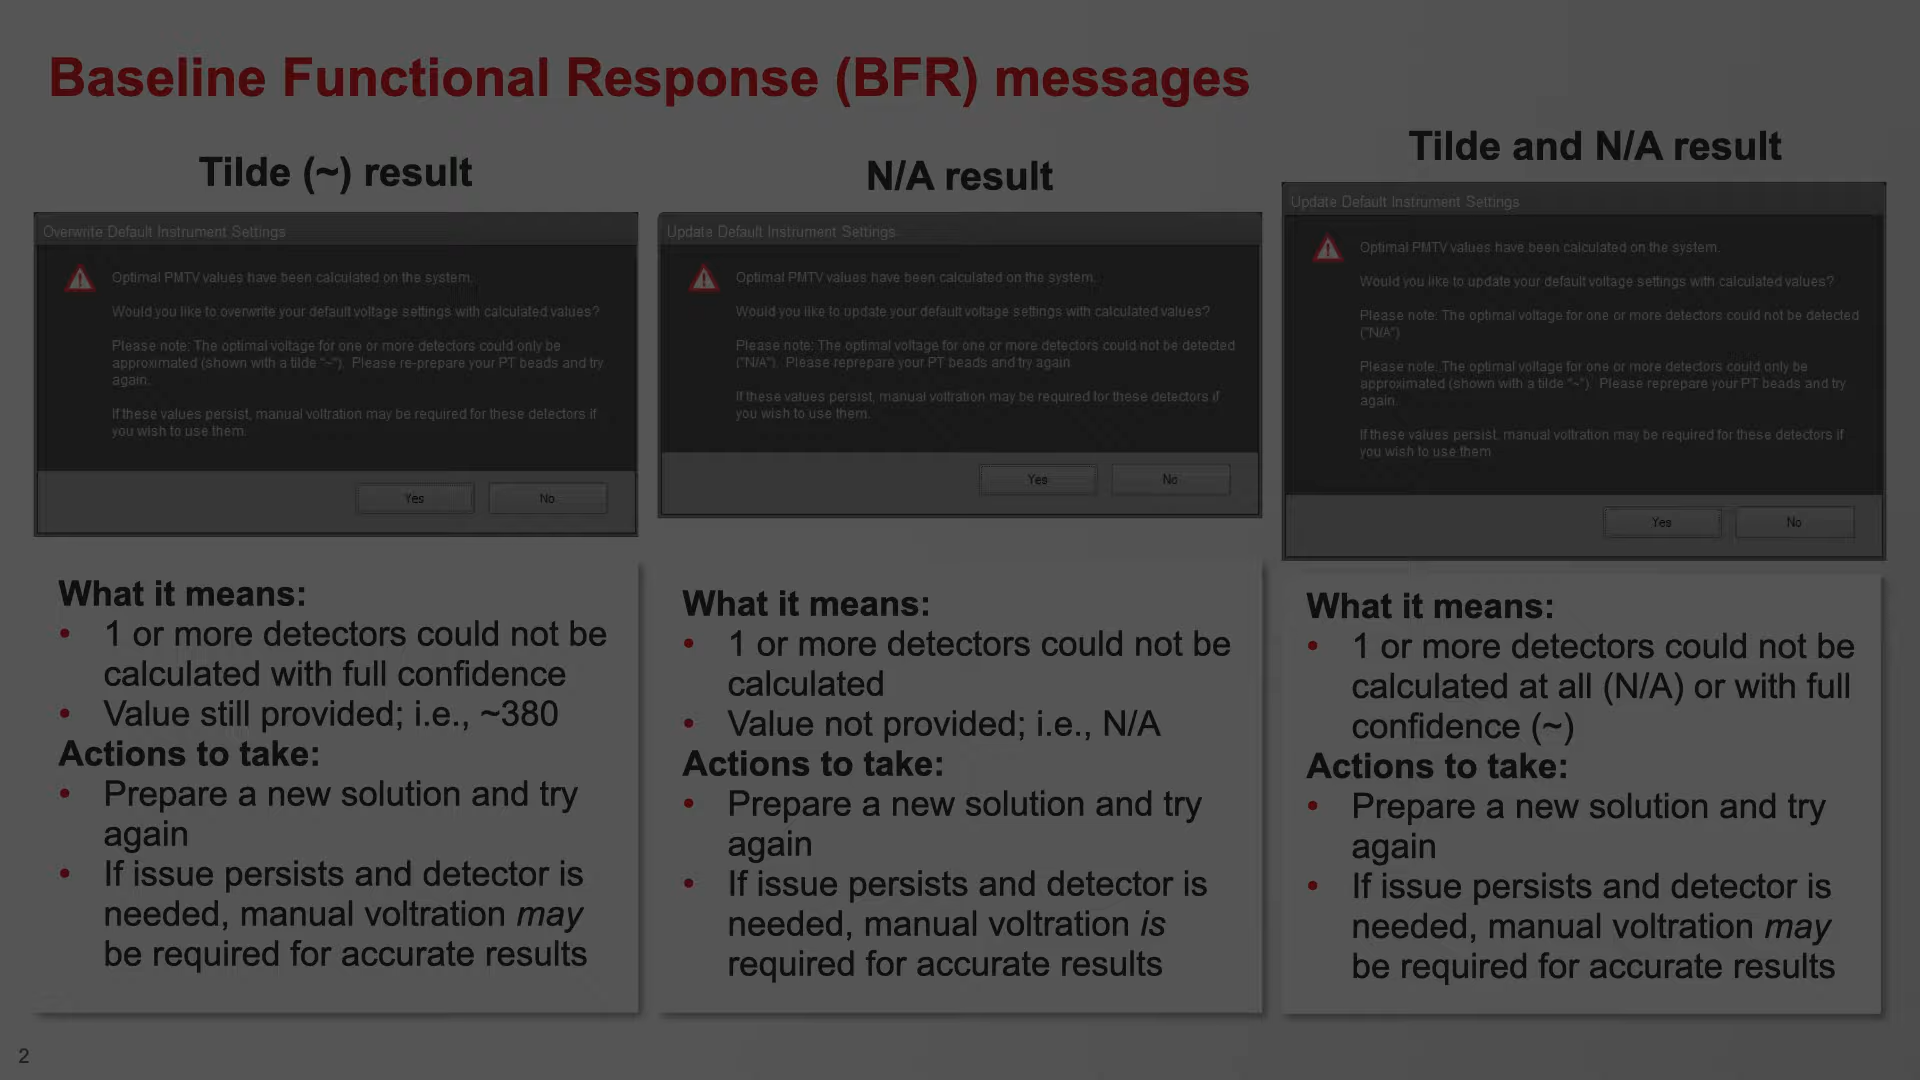 Baseline Functional Response (BFR) messages
Tilde (~) result
Overwrite Default Instrument Settings
Optimal PMTV values have been calculated on the system.
Would you like to overwrite your default voltage settings with calculated values?
Please note: The optimal voltage for one or more detectors could only be
approximated (shown with a tilde "~"). Please re-prepare your PT beads and try
again.
If these values persist, manual voltration may be required for these detectors if
you wish to use them.
Yes
No
What it means:
• 1 or more detectors could not be
calculated with full confidence
• Value still provided; i.e., ~380
Actions to take:
• Prepare a new solution and try
again
• If issue persists and detector is
needed, manual voltration may
be required for accurate results
N/A result
Update Default Instrument Settings
Optimal PMTV values have been calculated on the system.
Would you like to update your default voltage settings with calculated values?
Please note: The optimal voltage for one or more detectors could not be detected
("N/A"). Please reprepare your PT beads and try again
If these values persist, manual voltration may be required for these detectors if
you wish to use them.
Yes
No
What it means:
• 1 or more detectors could not be
calculated
• Value not provided; i.e., N/A
Actions to take:
• Prepare a new solution and try
again
• If issue persists and detector is
needed, manual voltration is
required for accurate results
Tilde and N/A result
Update Default Instrument Settings
Optimal PMTV values have been calculated on the system.
Would you like to update your default voltage settings with calculated values?
Please note: The optimal voltage for one or more detectors could not be detected
("N/A")
Please note: The optimal voltage for one or more detectors could only be
approximated (shown with a tilde "~"). Please reprepare your PT beads and try
again.
If these values persist, manual voltration may be required for these detectors if
you wish to use them
Yes
No
What it means:
• 1 or more detectors could not be
calculated at all (N/A) or with full
confidence (~)
Actions to take:
• Prepare a new solution and try
again
• If issue persists and detector is
needed, manual voltration may
be required for accurate results
2